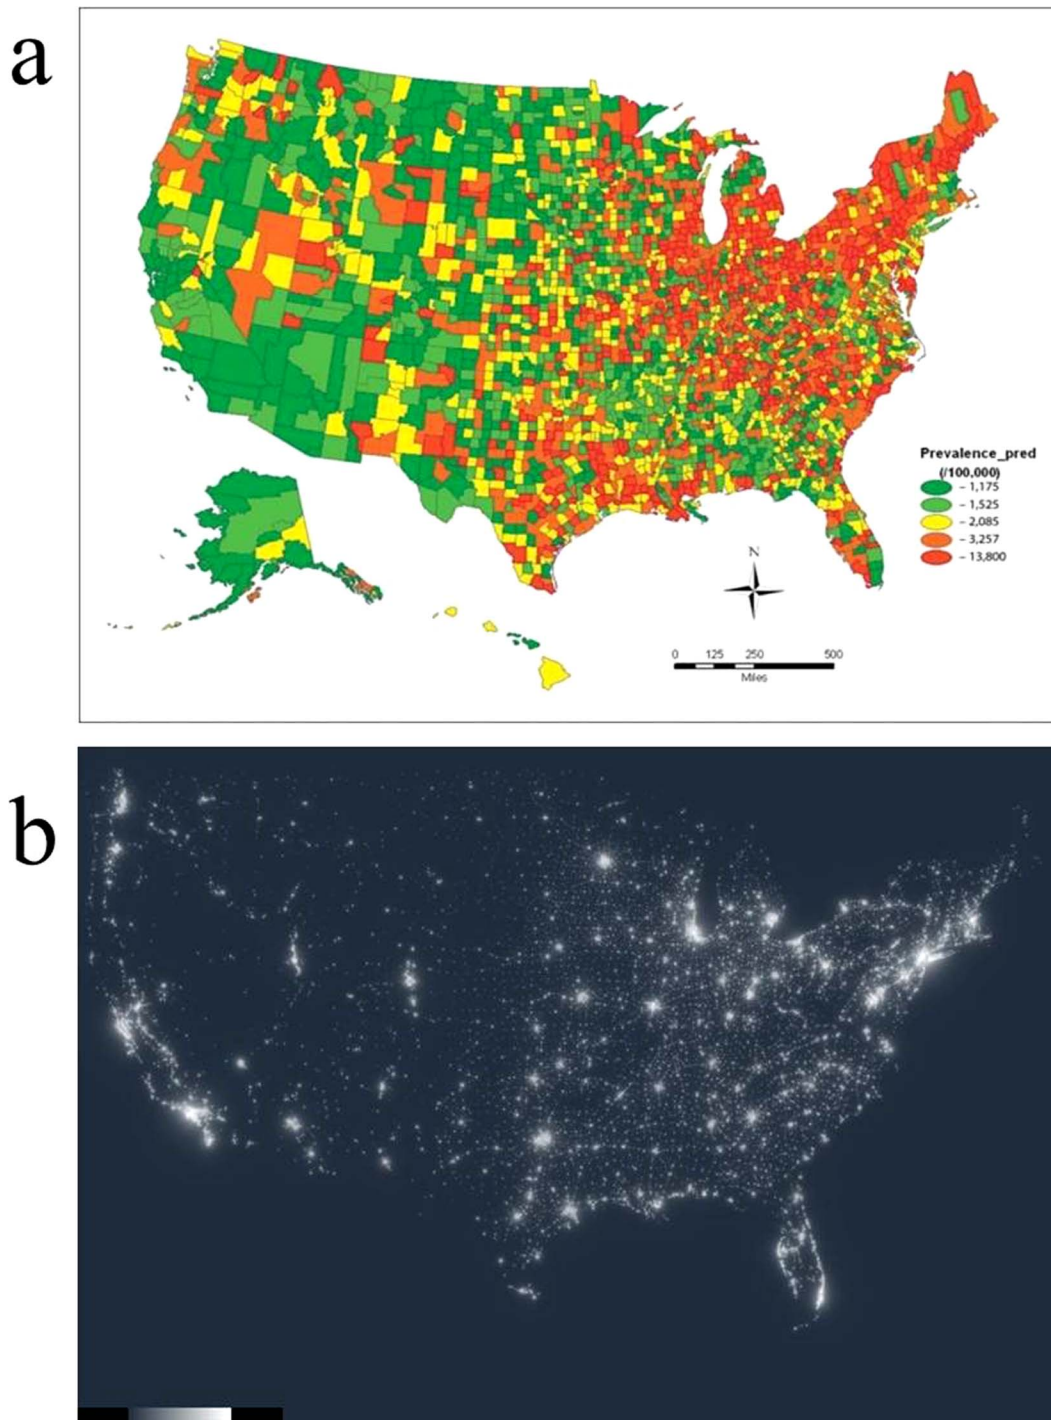 a
Prevalence_pred
(/100,000)
– 1,175
– 1,525
– 2,085
– 3,257
– 13,800
N
0 125 250 500
Miles
b